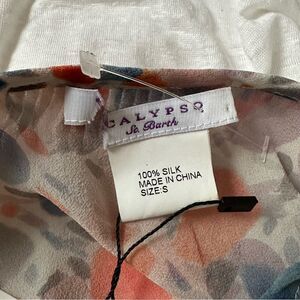 CALYPSO
St. Barth
100% SILK
MADE IN CHINA
SIZE:S